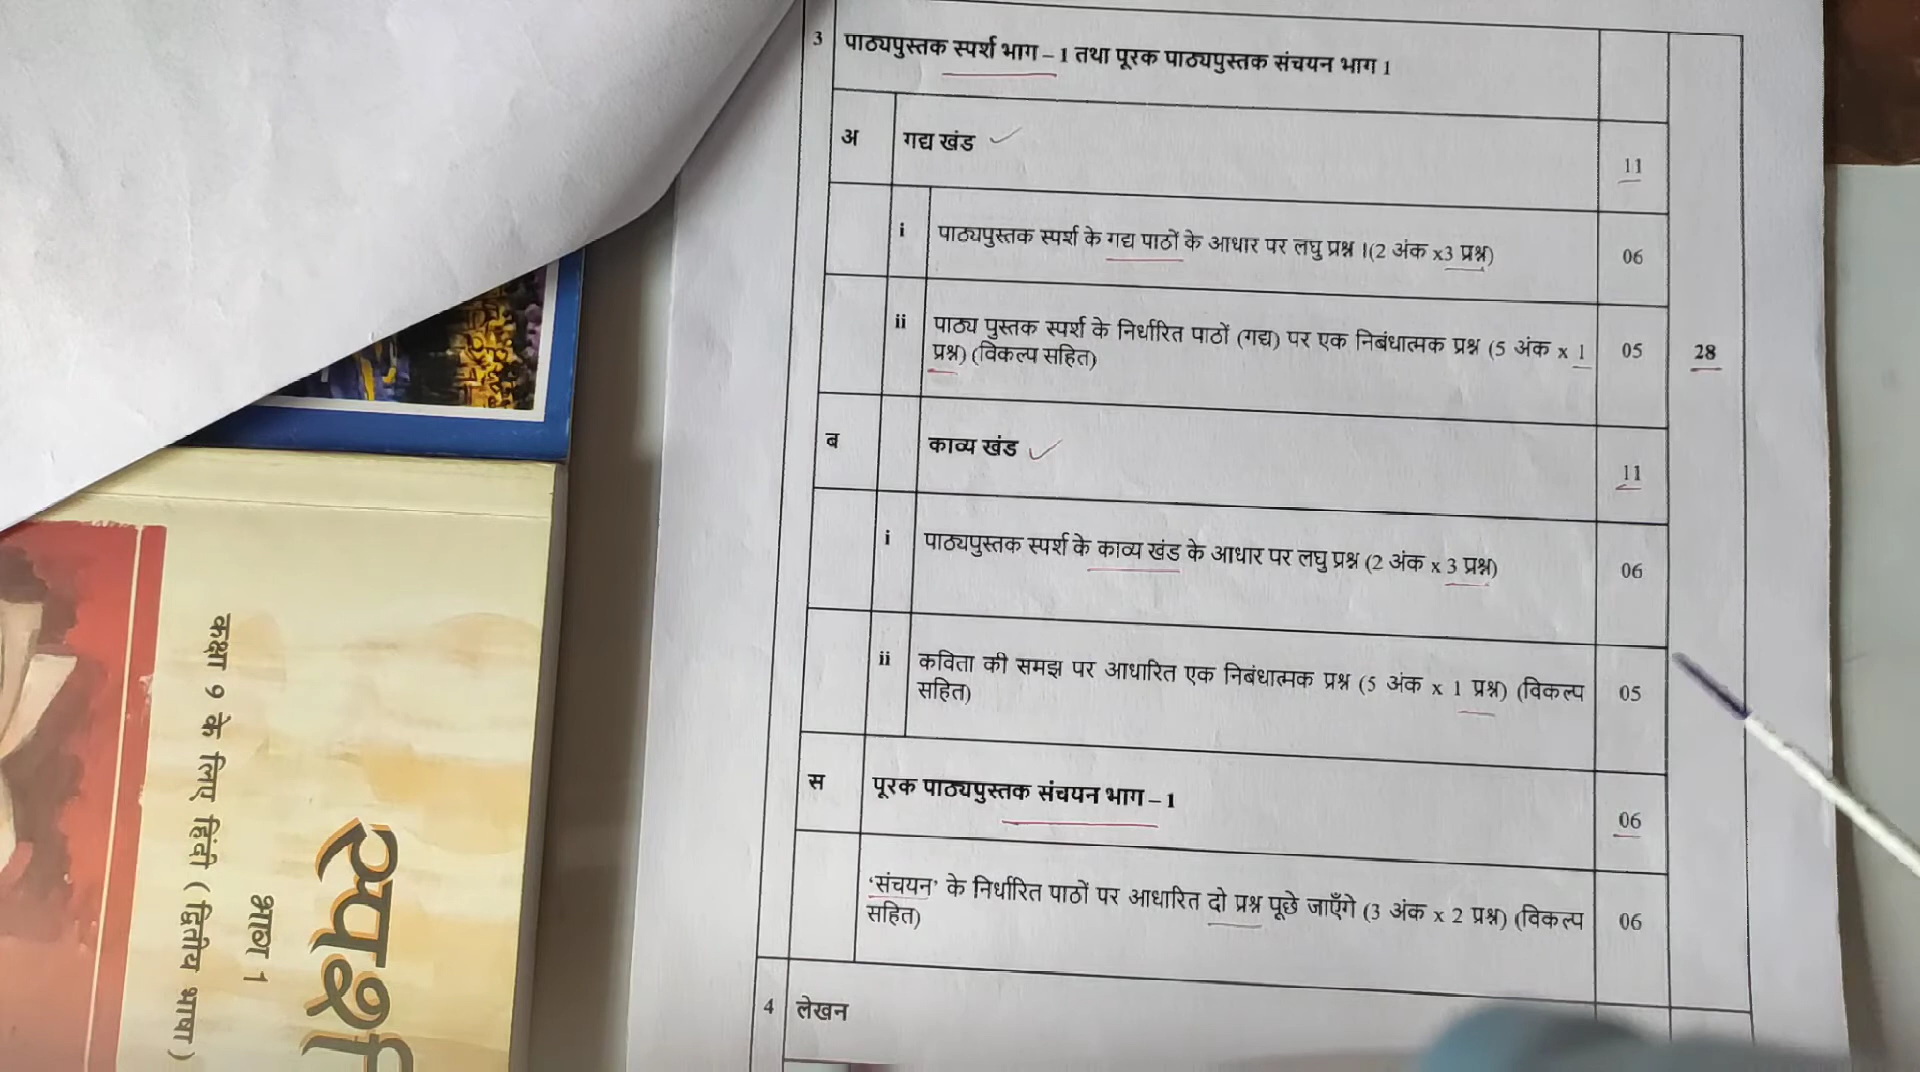 3 पाठ्यपुस्तक स्पर्श भाग – 1 तथा पूरक पाठ्यपुस्तक संचयन भाग 1
अ गद्य खंड 11
i पाठ्यपुस्तक स्पर्श के गद्य पाठों के आधार पर लघु प्रश्न ।(2 अंक x3 प्रश्न) 06
ii पाठ्य पुस्तक स्पर्श के निर्धारित पाठों (गद्य) पर एक निबंधात्मक प्रश्न (5 अंक x 1 05 28
प्रश्न) (विकल्प सहित)
ब काव्य खंड 11
i पाठ्यपुस्तक स्पर्श के काव्य खंड के आधार पर लघु प्रश्न (2 अंक x 3 प्रश्न) 06
ii कविता की समझ पर आधारित एक निबंधात्मक प्रश्न (5 अंक x 1 प्रश्न) (विकल्प 05
सहित)
स पूरक पाठ्यपुस्तक संचयन भाग – 1 06
‘संचयन’ के निर्धारित पाठों पर आधारित दो प्रश्न पूछे जाएँगे (3 अंक x 2 प्रश्न) (विकल्प 06
सहित)
4 लेखन
स्पर्श
भाग 1
कक्षा 9 के लिए हिंदी (द्वितीय भाषा)